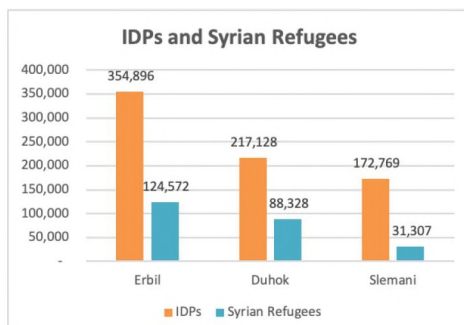 IDPs and Syrian Refugees
400,000
350,000
300,000
250,000
200,000
150,000
100,000
50,000
-
354,896
124,572
217,128
88,328
172,769
31,307
Erbil
Duhok
Slemani
IDPs
Syrian Refugees